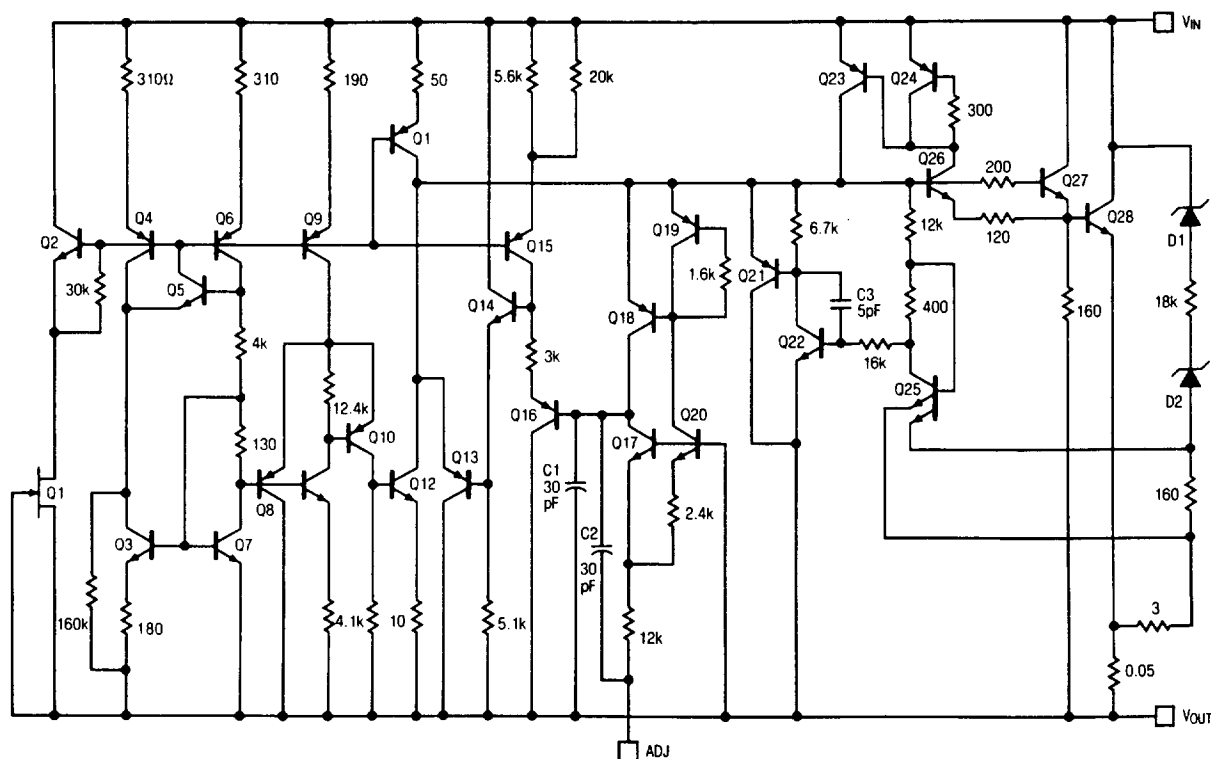 VIN
310Ω
310
190
50
5.6k
20k
Q23
Q24
300
Q1
Q26
200
Q27
Q28
Q2
Q4
Q6
Q9
Q15
Q19
6.7k
12k
120
D1
Q5
30k
Q14
1.6k
Q21
C3
5pF
400
160
18k
4k
Q18
Q22
16k
3k
Q25
D2
12.4k
Q16
130
Q10
Q17
Q20
Q13
C1
30
pF
Q1
Q8
Q12
160
2.4k
C2
30
pF
Q3
Q7
160k
180
4.1k
10
5.1k
12k
3
0.05
VOUT
ADJ